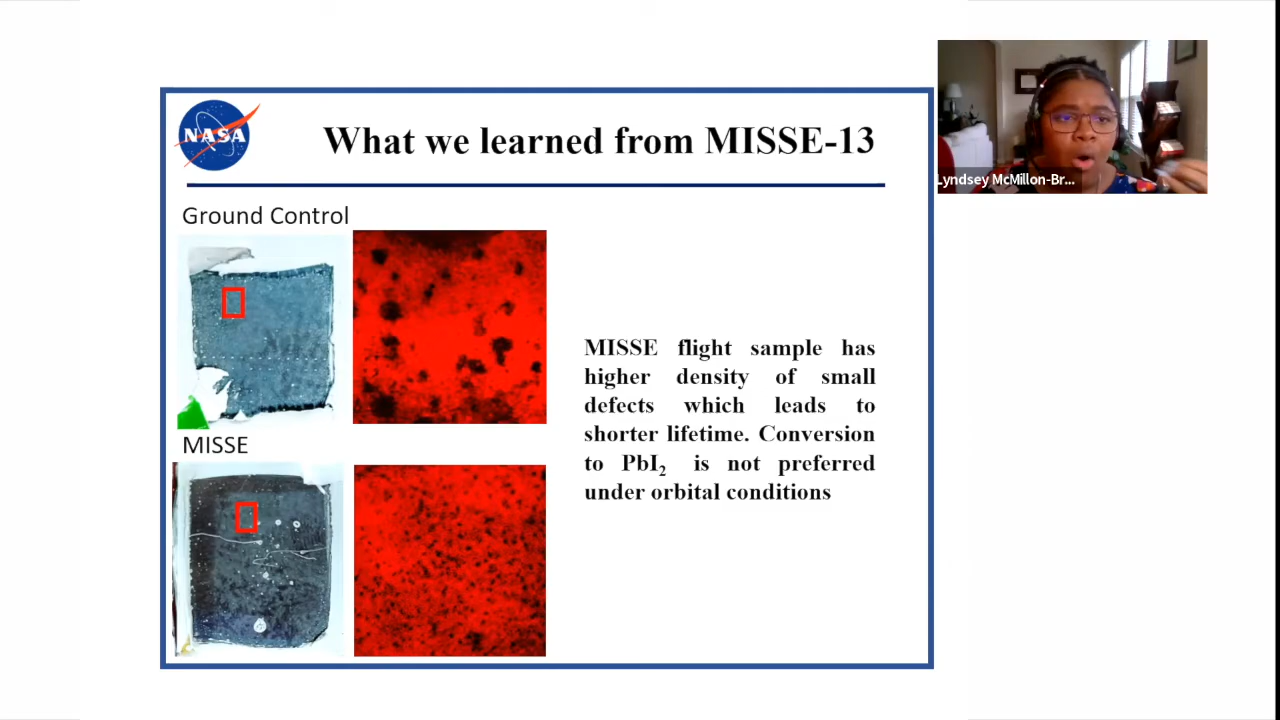 NASA
What we learned from MISSE-13
Ground Control
MISSE
MISSE flight sample has
higher density of small
defects which leads to
shorter lifetime. Conversion
to PbI₂ is not preferred
under orbital conditions
Lyndsey McMillon-Br...